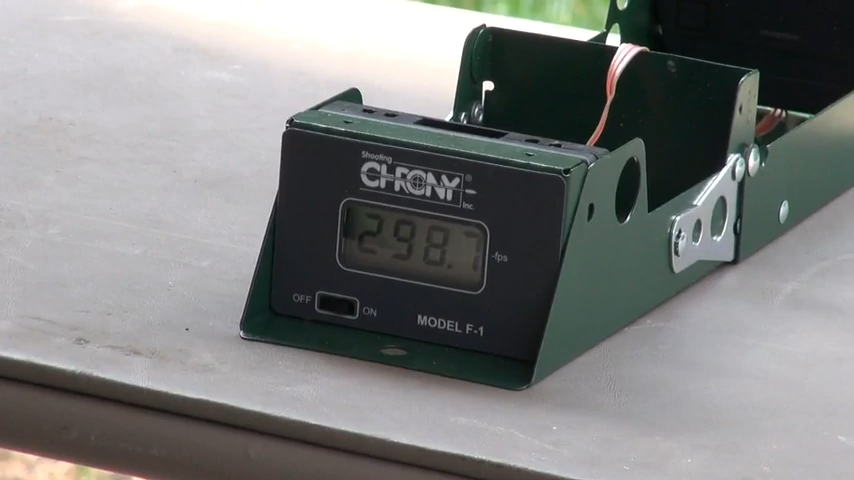 Shooting
CHRONY®
Inc.
298.7
-fps
OFF ON
MODEL F-1